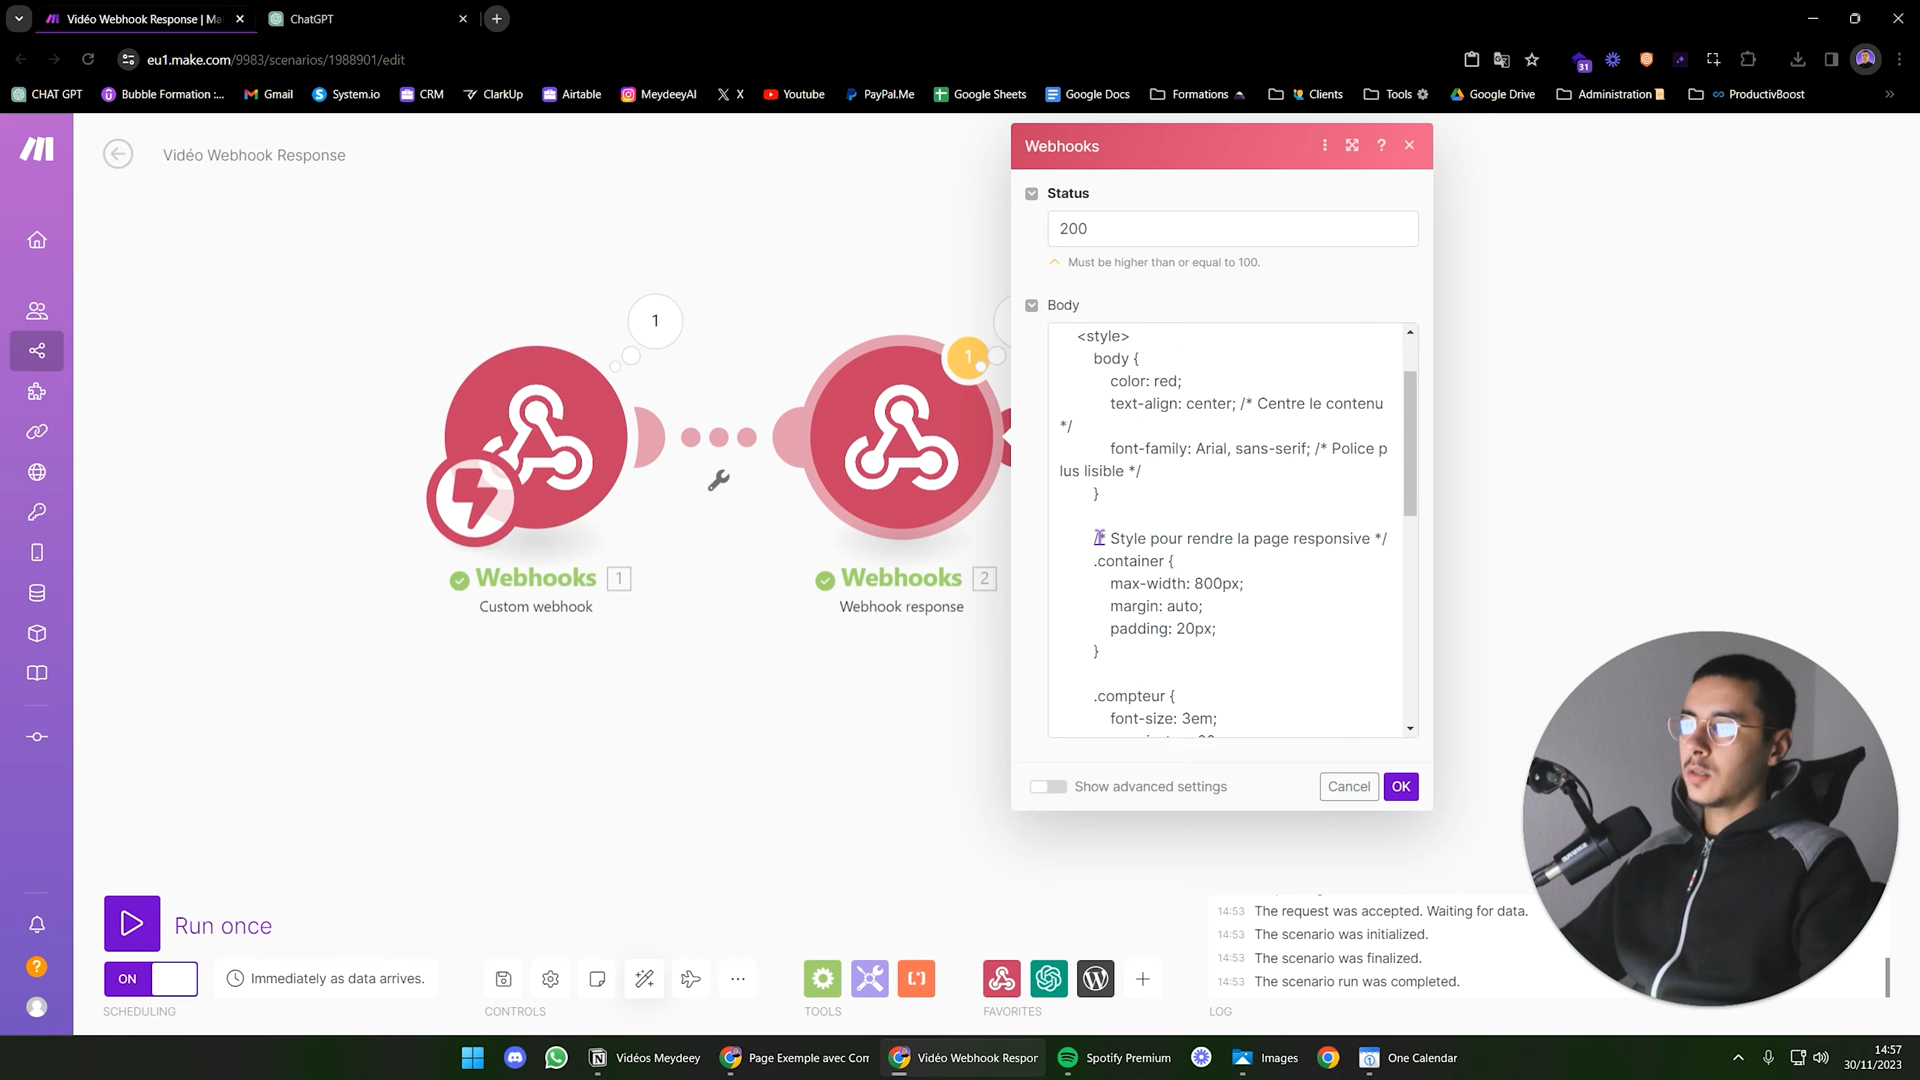 Vidéo Webhook Response | Ma
ChatGPT
eu1.make.com/9983/scenarios/1988901/edit
31
CHAT GPT
Bubble Formation :...
Gmail
System.io
CRM
ClarkUp
Airtable
MeydeeyAI
X
Youtube
PayPal.Me
Google Sheets
Google Docs
Formations
Clients
Tools
Google Drive
Administration
ProductivBoost
Vidéo Webhook Response
Webhooks
?
Status
200
Must be higher than or equal to 100.
Body
<style>
body {
color: red;
text-align: center; /* Centre le contenu
*/
font-family: Arial, sans-serif; /* Police p
lus lisible */
}
/* Style pour rendre la page responsive */
.container {
max-width: 800px;
margin: auto;
padding: 20px;
}
.compteur {
font-size: 3em;
Show advanced settings
Cancel
OK
1
1
Webhooks 1
Custom webhook
Webhooks 2
Webhook response
Run once
ON
Immediately as data arrives.
SCHEDULING
CONTROLS
TOOLS
FAVORITES
LOG
14:53 The request was accepted. Waiting for data.
14:53 The scenario was initialized.
14:53 The scenario was finalized.
14:53 The scenario run was completed.
Vidéos Meydeey
Page Exemple avec Com
Vidéo Webhook Respon
Spotify Premium
Images
One Calendar
14:57
30/11/2023